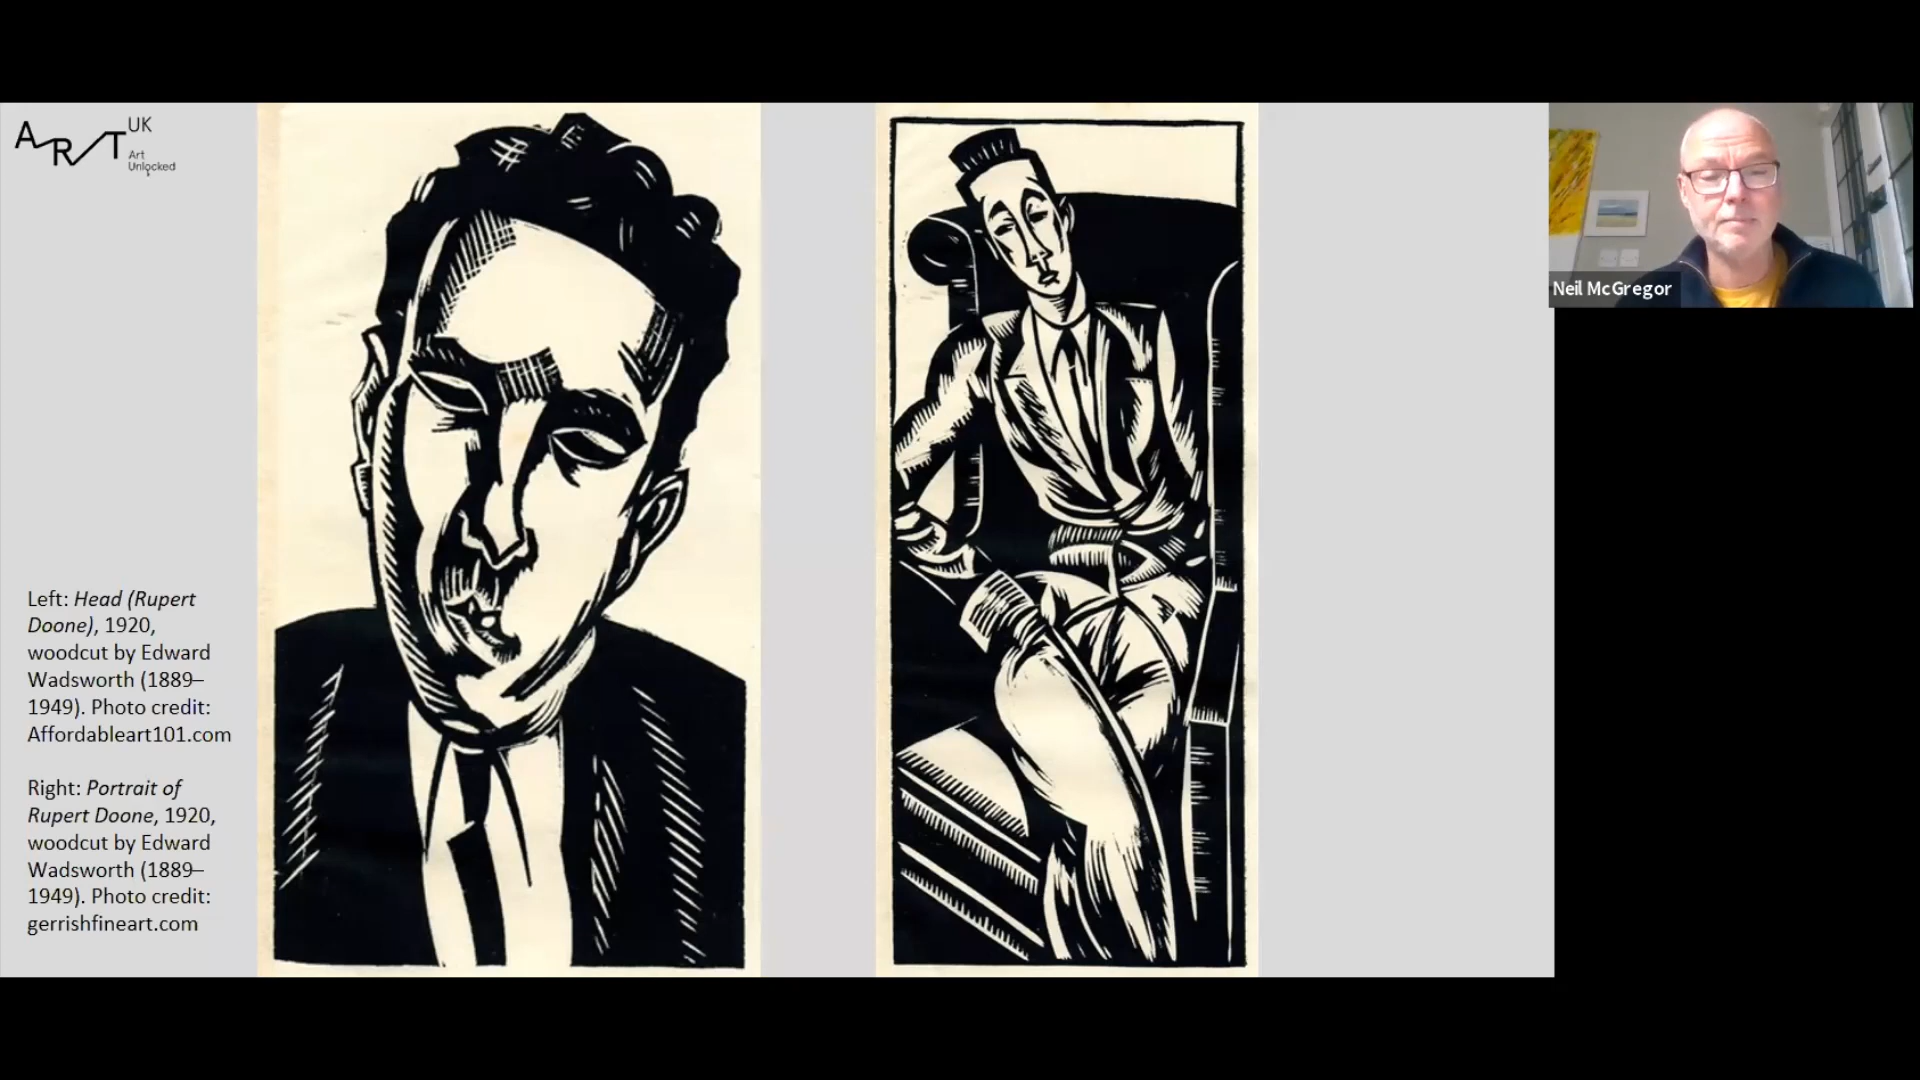 ART UK
Art
Unlocked
Neil McGregor
Left: Head (Rupert
Doone), 1920,
woodcut by Edward
Wadsworth (1889–
1949). Photo credit:
Affordableart101.com
Right: Portrait of
Rupert Doone, 1920,
woodcut by Edward
Wadsworth (1889–
1949). Photo credit:
gerrishfineart.com